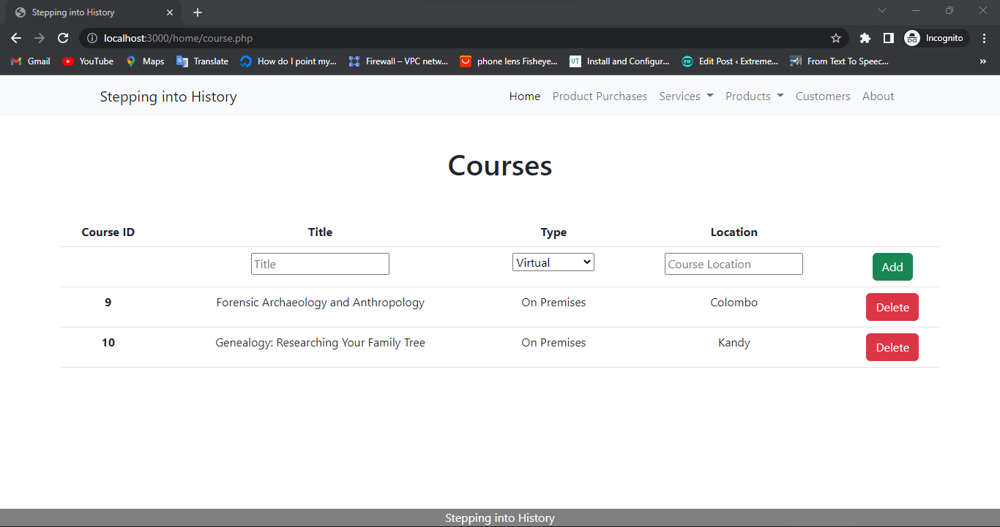 Stepping into History
localhost:3000/home/course.php
Incognito
Gmail YouTube Maps Translate How do I point my... Firewall – VPC netw... phone lens Fisheye... UT Install and Configur... EW Edit Post ‹ Extreme... From Text To Speec... »
Stepping into History Home Product Purchases Services Products Customers About
Courses
Course ID Title Type Location
Title Virtual Course Location Add
9 Forensic Archaeology and Anthropology On Premises Colombo Delete
10 Genealogy: Researching Your Family Tree On Premises Kandy Delete
Stepping into History